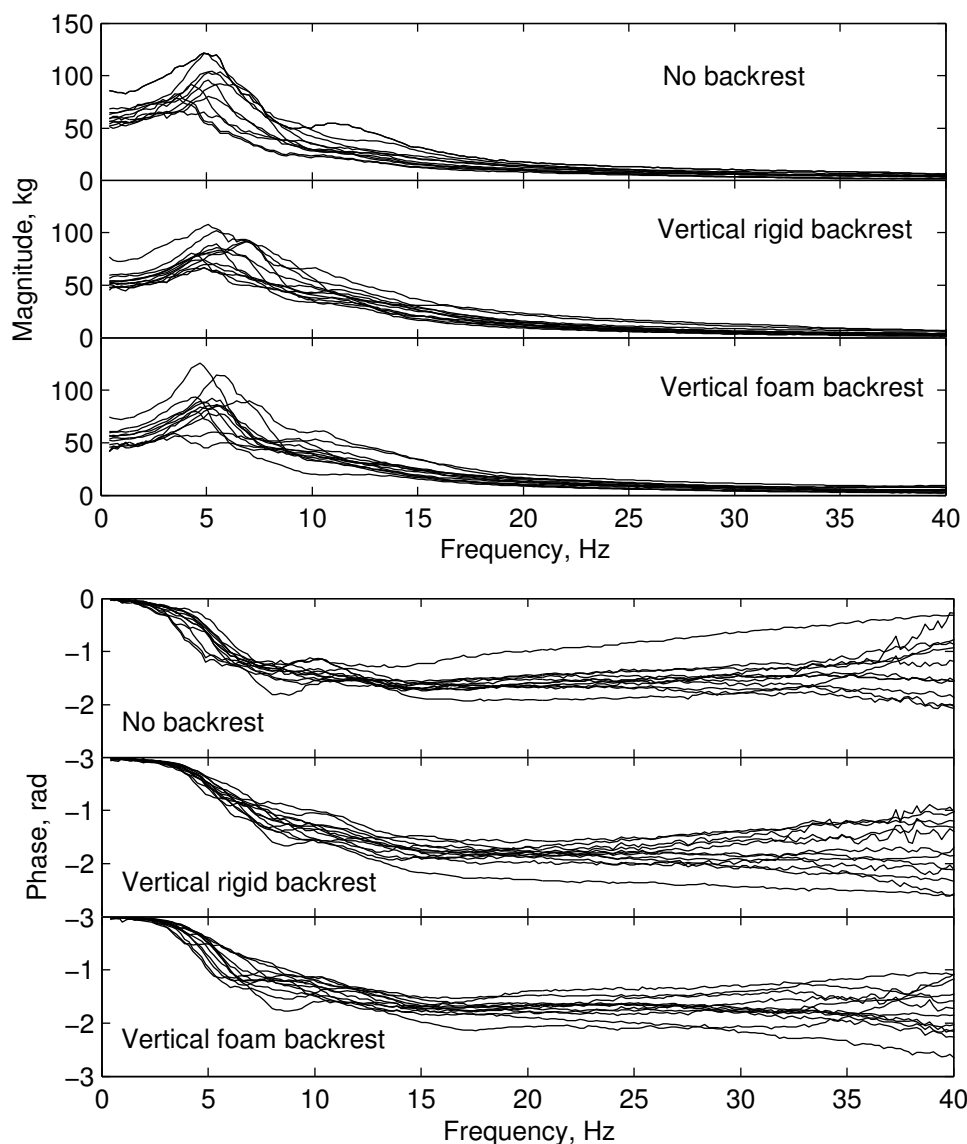 150
100
50
0
No backrest
100
50
0
Vertical rigid backrest
100
50
0
Vertical foam backrest
Magnitude, kg
0 5 10 15 20 25 30 35 40
Frequency, Hz
0
−1
−2
−3
No backrest
−1
−2
−3
Vertical rigid backrest
−1
−2
−3
Vertical foam backrest
Phase, rad
0 5 10 15 20 25 30 35 40
Frequency, Hz